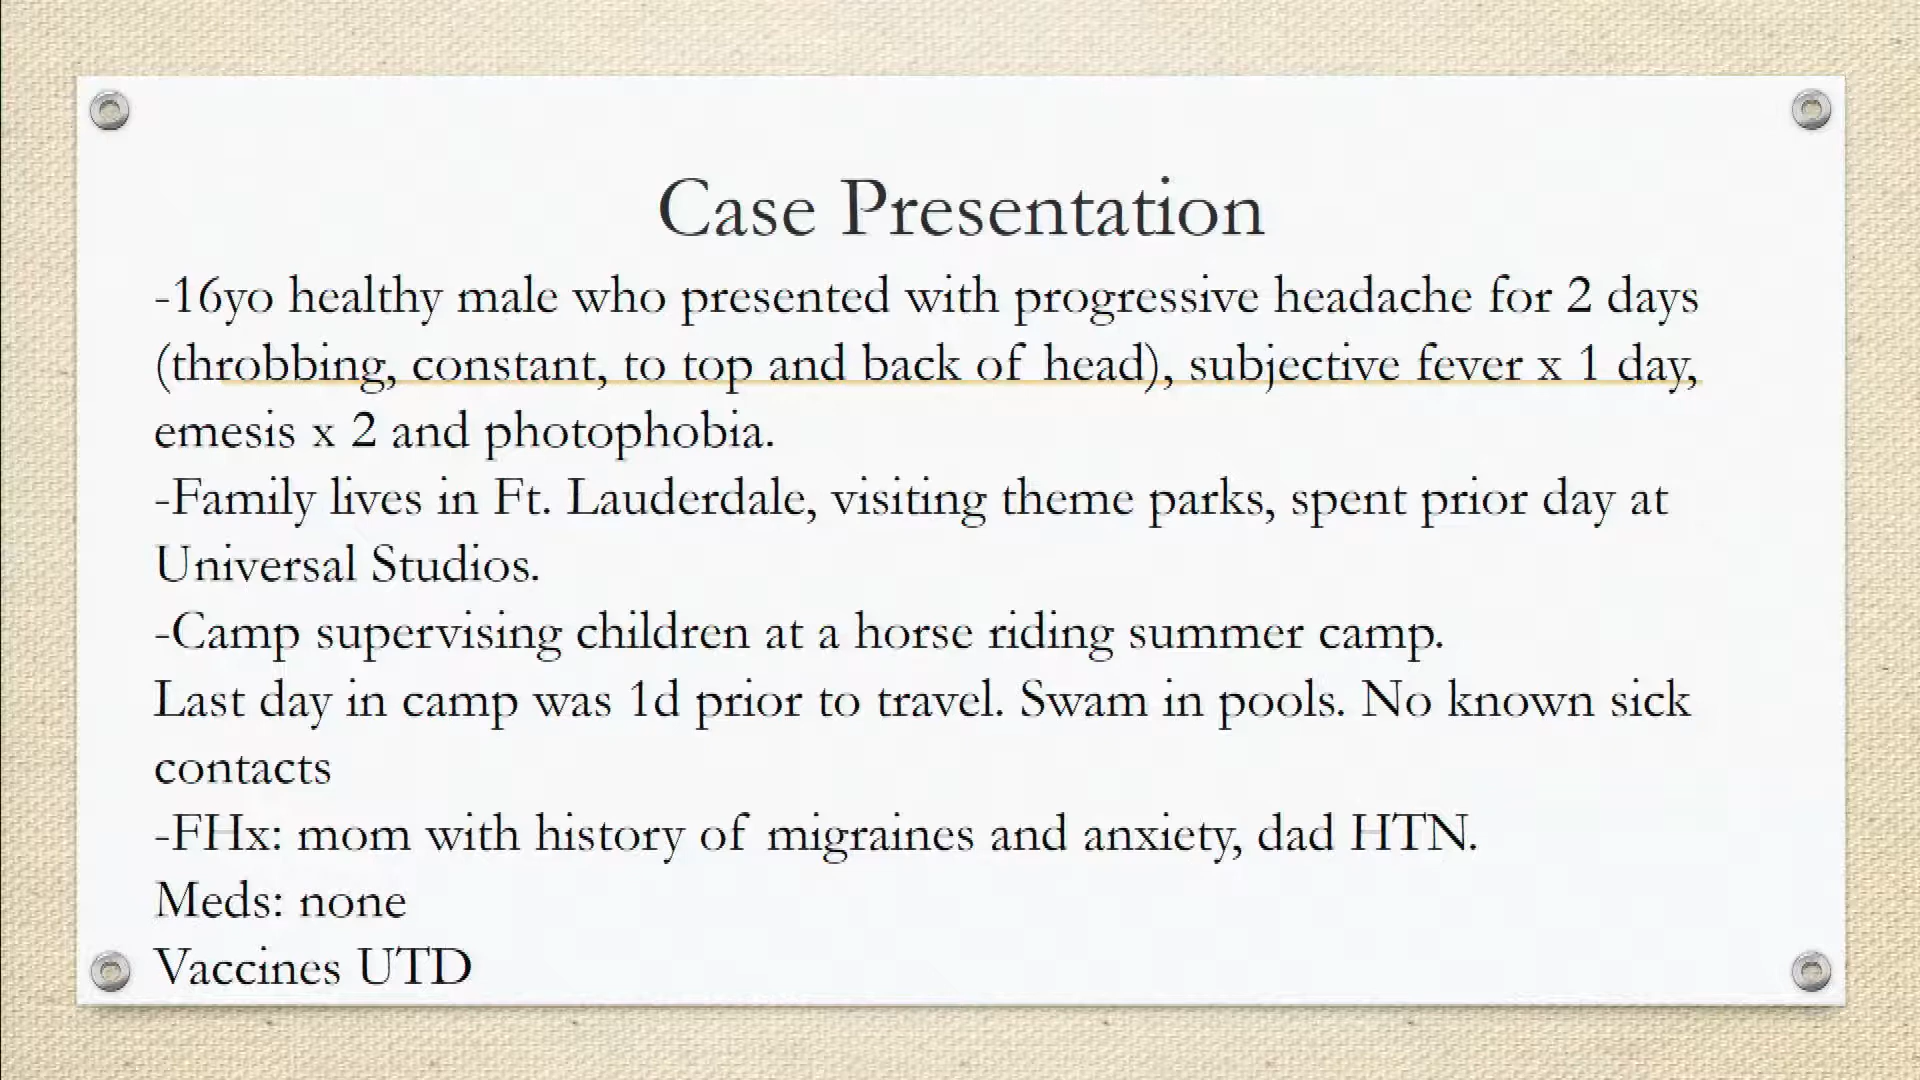 Case Presentation
-16yo healthy male who presented with progressive headache for 2 days
(throbbing, constant, to top and back of head), subjective fever x 1 day,
emesis x 2 and photophobia.
-Family lives in Ft. Lauderdale, visiting theme parks, spent prior day at
Universal Studios.
-Camp supervising children at a horse riding summer camp.
Last day in camp was 1d prior to travel. Swam in pools. No known sick
contacts
-FHx: mom with history of migraines and anxiety, dad HTN.
Meds: none
Vaccines UTD